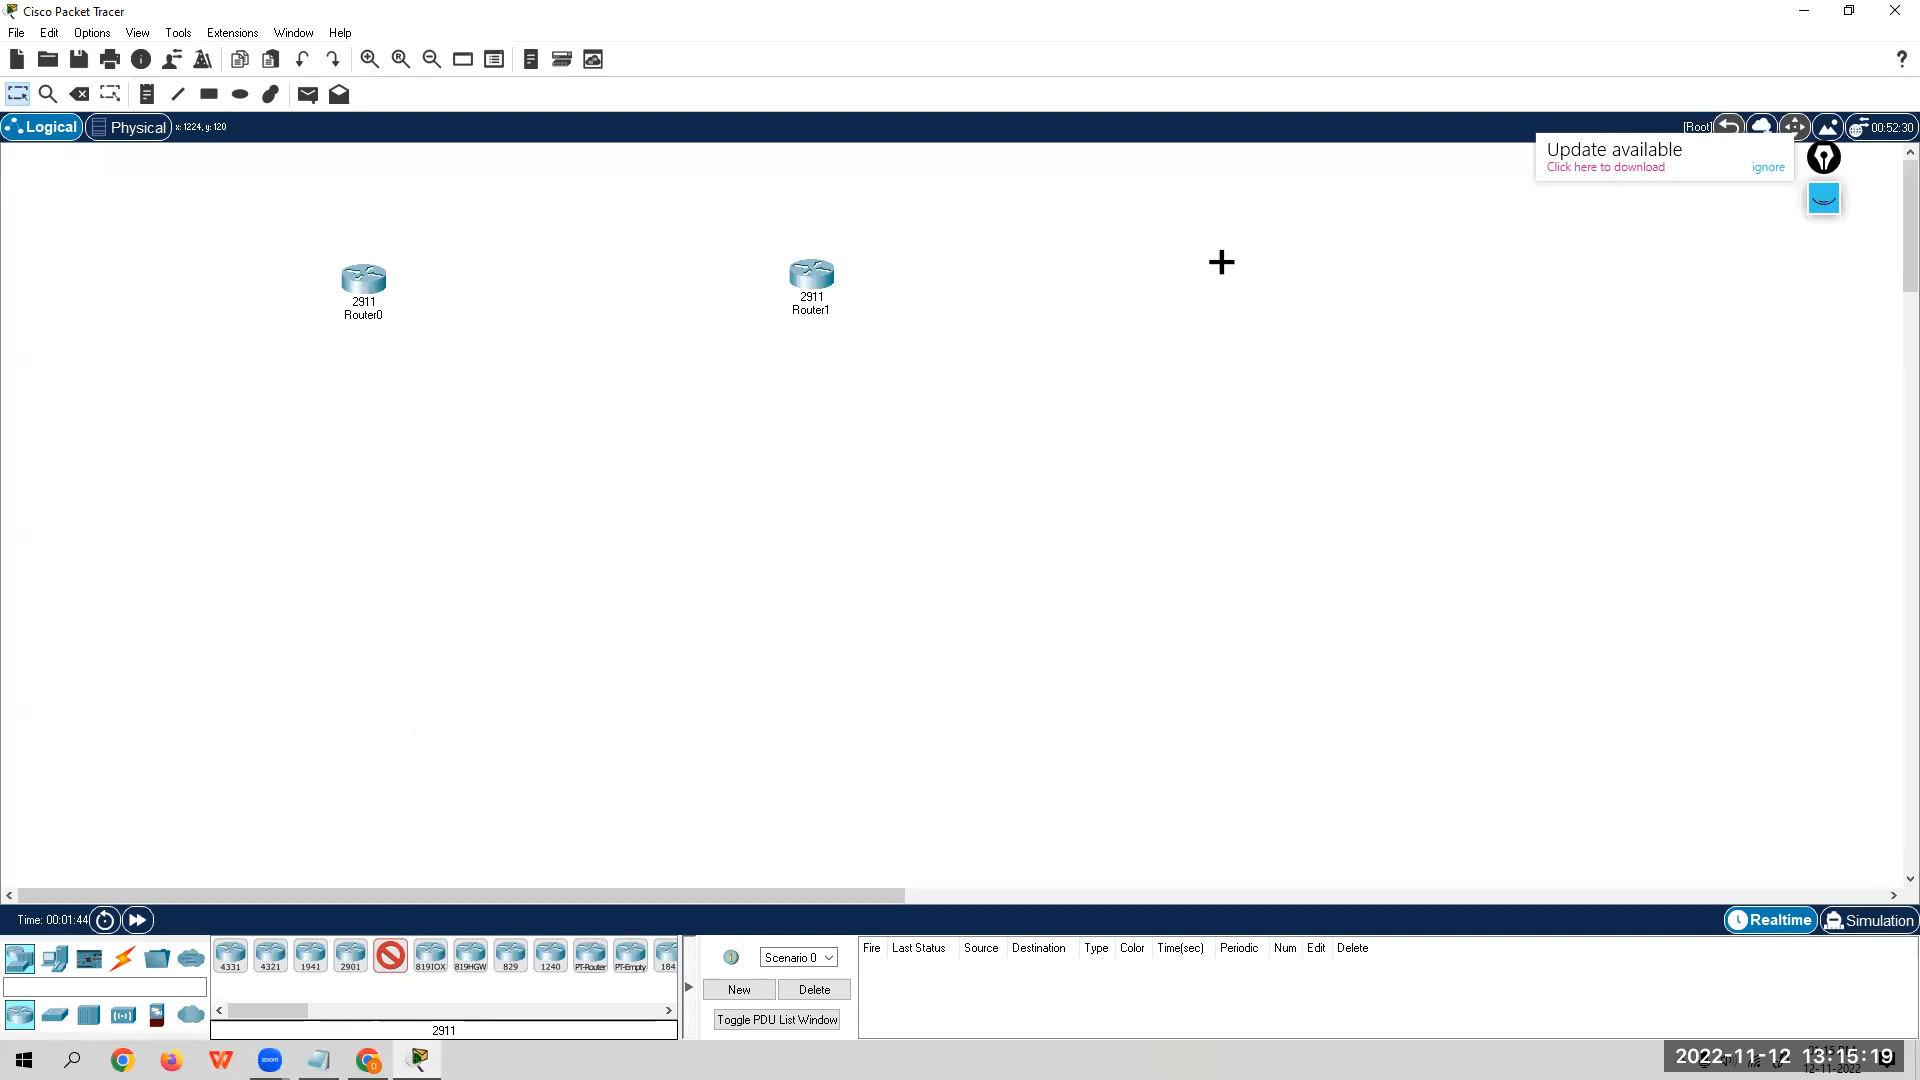 Cisco Packet Tracer
File Edit Options View Tools Extensions Window Help
?
Logical Physical x: 1224, y: 120 [Root] 00:52:30
Update available
Click here to download ignore
2911
Router0
2911
Router1
Time: 00:01:44 Realtime Simulation
4331 4321 1941 2901 819IOX 819HGW 829 1240 PT-Router PT-Empty 184
2911
Scenario 0
New Delete
Toggle PDU List Window
Fire Last Status Source Destination Type Color Time(sec) Periodic Num Edit Delete
zoom
2022-11-12 13:15:19
12-11-2022